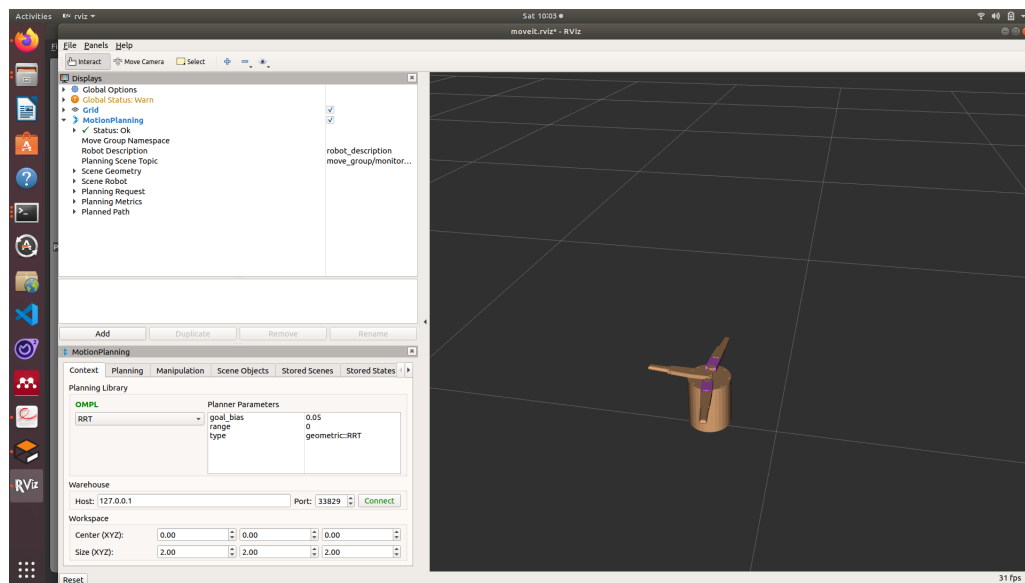 Activities rviz Sat 10:03
moveit.rviz* - RViz
File Panels Help
Interact Move Camera Select
Displays
Global Options
Global Status: Warn
Grid
MotionPlanning
Status: Ok
Move Group Namespace
Robot Description robot_description
Planning Scene Topic move_group/monitor...
Scene Geometry
Scene Robot
Planning Request
Planning Metrics
Planned Path
Add Duplicate Remove Rename
MotionPlanning
Context Planning Manipulation Scene Objects Stored Scenes Stored States
Planning Library
OMPL Planner Parameters
RRT goal_bias 0.05
range 0
type geometric::RRT
Warehouse
Host: 127.0.0.1 Port: 33829 Connect
Workspace
Center (XYZ): 0.00 0.00 0.00
Size (XYZ): 2.00 2.00 2.00
RViz
Reset 31 fps